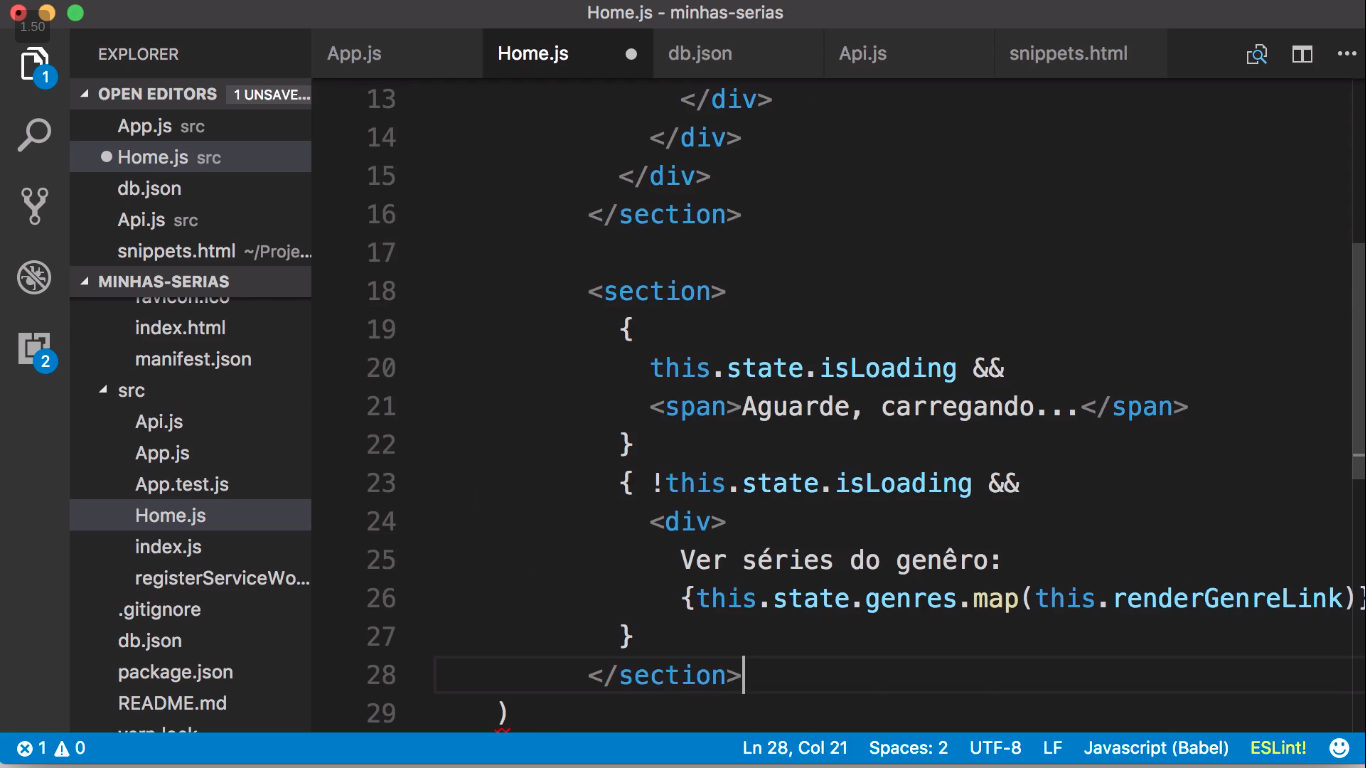 Home.js - minhas-serias
1.50
EXPLORER
App.js
Home.js
db.json
Api.js
snippets.html
1
OPEN EDITORS 1 UNSAVE...
App.js src
Home.js src
db.json
Api.js src
snippets.html ~/Proje...
MINHAS-SERIAS
favicon.ico
index.html
manifest.json
2
src
Api.js
App.js
App.test.js
Home.js
index.js
registerServiceWo...
.gitignore
db.json
package.json
README.md
yarn.lock
13 </div>
14 </div>
15 </div>
16 </section>
17
18 <section>
19 {
20 this.state.isLoading &&
21 <span>Aguarde, carregando...</span>
22 }
23 { !this.state.isLoading &&
24 <div>
25 Ver séries do genêro:
26 {this.state.genres.map(this.renderGenreLink)}
27 }
28 </section>
29 )
1 0
Ln 28, Col 21 Spaces: 2 UTF-8 LF Javascript (Babel) ESLint!